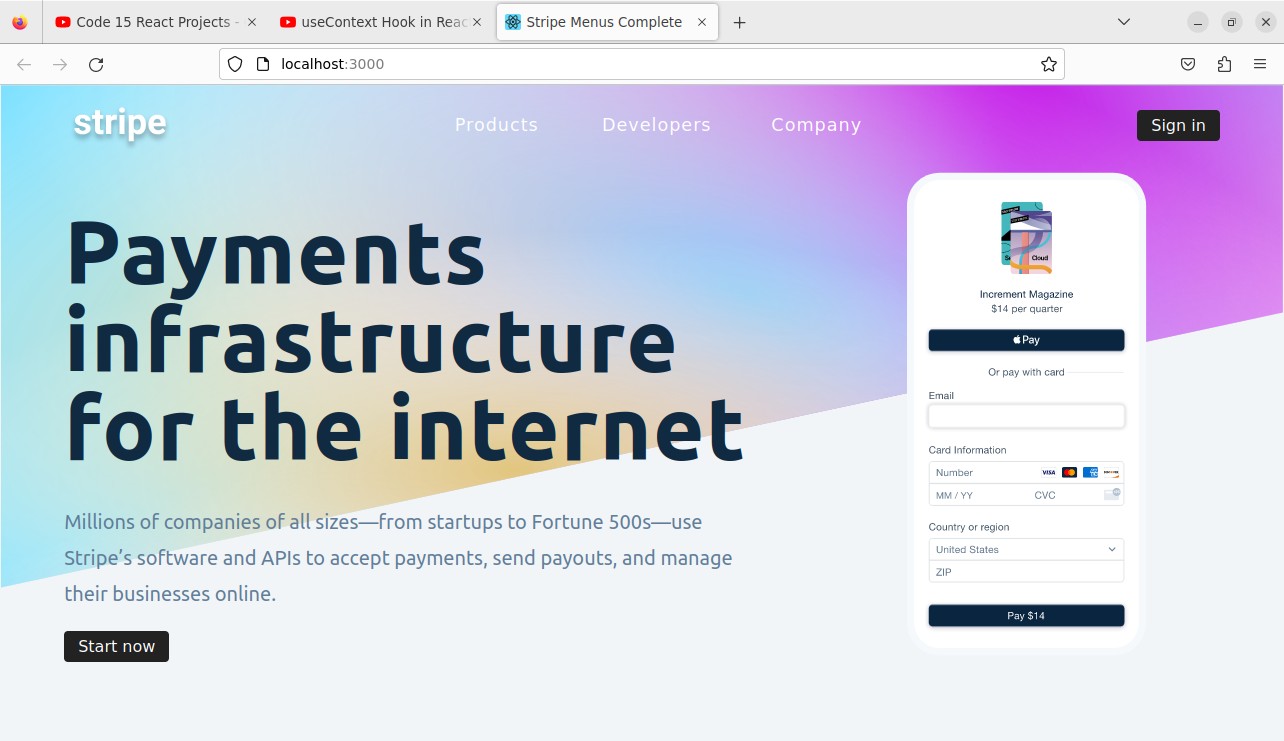 Code 15 React Projects -
useContext Hook in Reac
Stripe Menus Complete
localhost:3000
stripe
Products
Developers
Company
Sign in
Payments
infrastructure
for the internet
Millions of companies of all sizes—from startups to Fortune 500s—use
Stripe’s software and APIs to accept payments, send payouts, and manage
their businesses online.
Start now
Cloud
Increment Magazine
$14 per quarter
Pay
Or pay with card
Email
Card Information
Number
VISA
MM / YY
CVC
Country or region
United States
ZIP
Pay $14